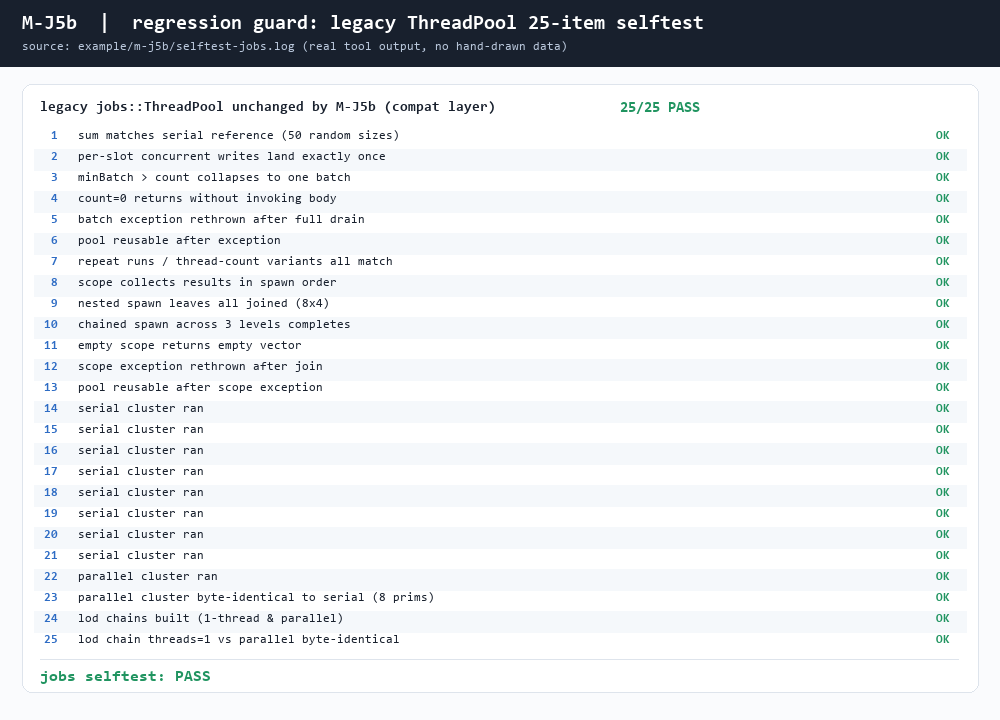 M-J5b | regression guard: legacy ThreadPool 25-item selftest
source: example/m-j5b/selftest-jobs.log (real tool output, no hand-drawn data)
legacy jobs::ThreadPool unchanged by M-J5b (compat layer) 25/25 PASS
1 sum matches serial reference (50 random sizes) OK
2 per-slot concurrent writes land exactly once OK
3 minBatch > count collapses to one batch OK
4 count=0 returns without invoking body OK
5 batch exception rethrown after full drain OK
6 pool reusable after exception OK
7 repeat runs / thread-count variants all match OK
8 scope collects results in spawn order OK
9 nested spawn leaves all joined (8x4) OK
10 chained spawn across 3 levels completes OK
11 empty scope returns empty vector OK
12 scope exception rethrown after join OK
13 pool reusable after scope exception OK
14 serial cluster ran OK
15 serial cluster ran OK
16 serial cluster ran OK
17 serial cluster ran OK
18 serial cluster ran OK
19 serial cluster ran OK
20 serial cluster ran OK
21 serial cluster ran OK
22 parallel cluster ran OK
23 parallel cluster byte-identical to serial (8 prims) OK
24 lod chains built (1-thread & parallel) OK
25 lod chain threads=1 vs parallel byte-identical OK
jobs selftest: PASS